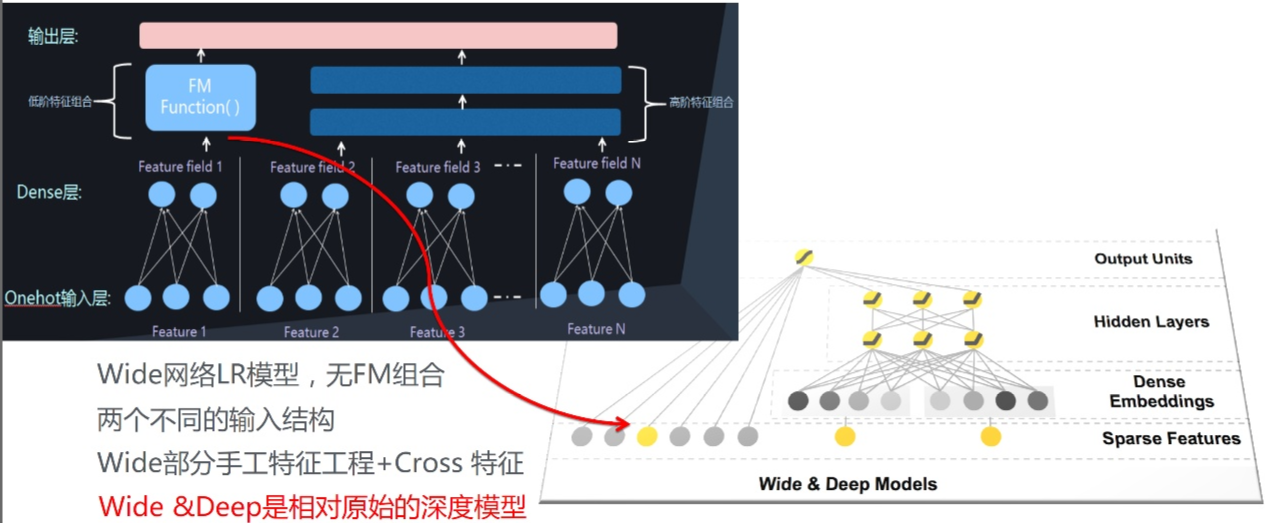 输出层:
FM
Function( )
低阶特征组合
高阶特征组合
Feature field 1
Feature field 2
Feature field 3
Feature field N
Dense层:
Onehot输入层:
Feature 1
Feature 2
Feature 3
Feature N
Wide网络LR模型，无FM组合
两个不同的输入结构
Wide部分手工特征工程+Cross 特征
Wide &Deep是相对原始的深度模型
Output Units
Hidden Layers
Dense
Embeddings
Sparse Features
Wide & Deep Models